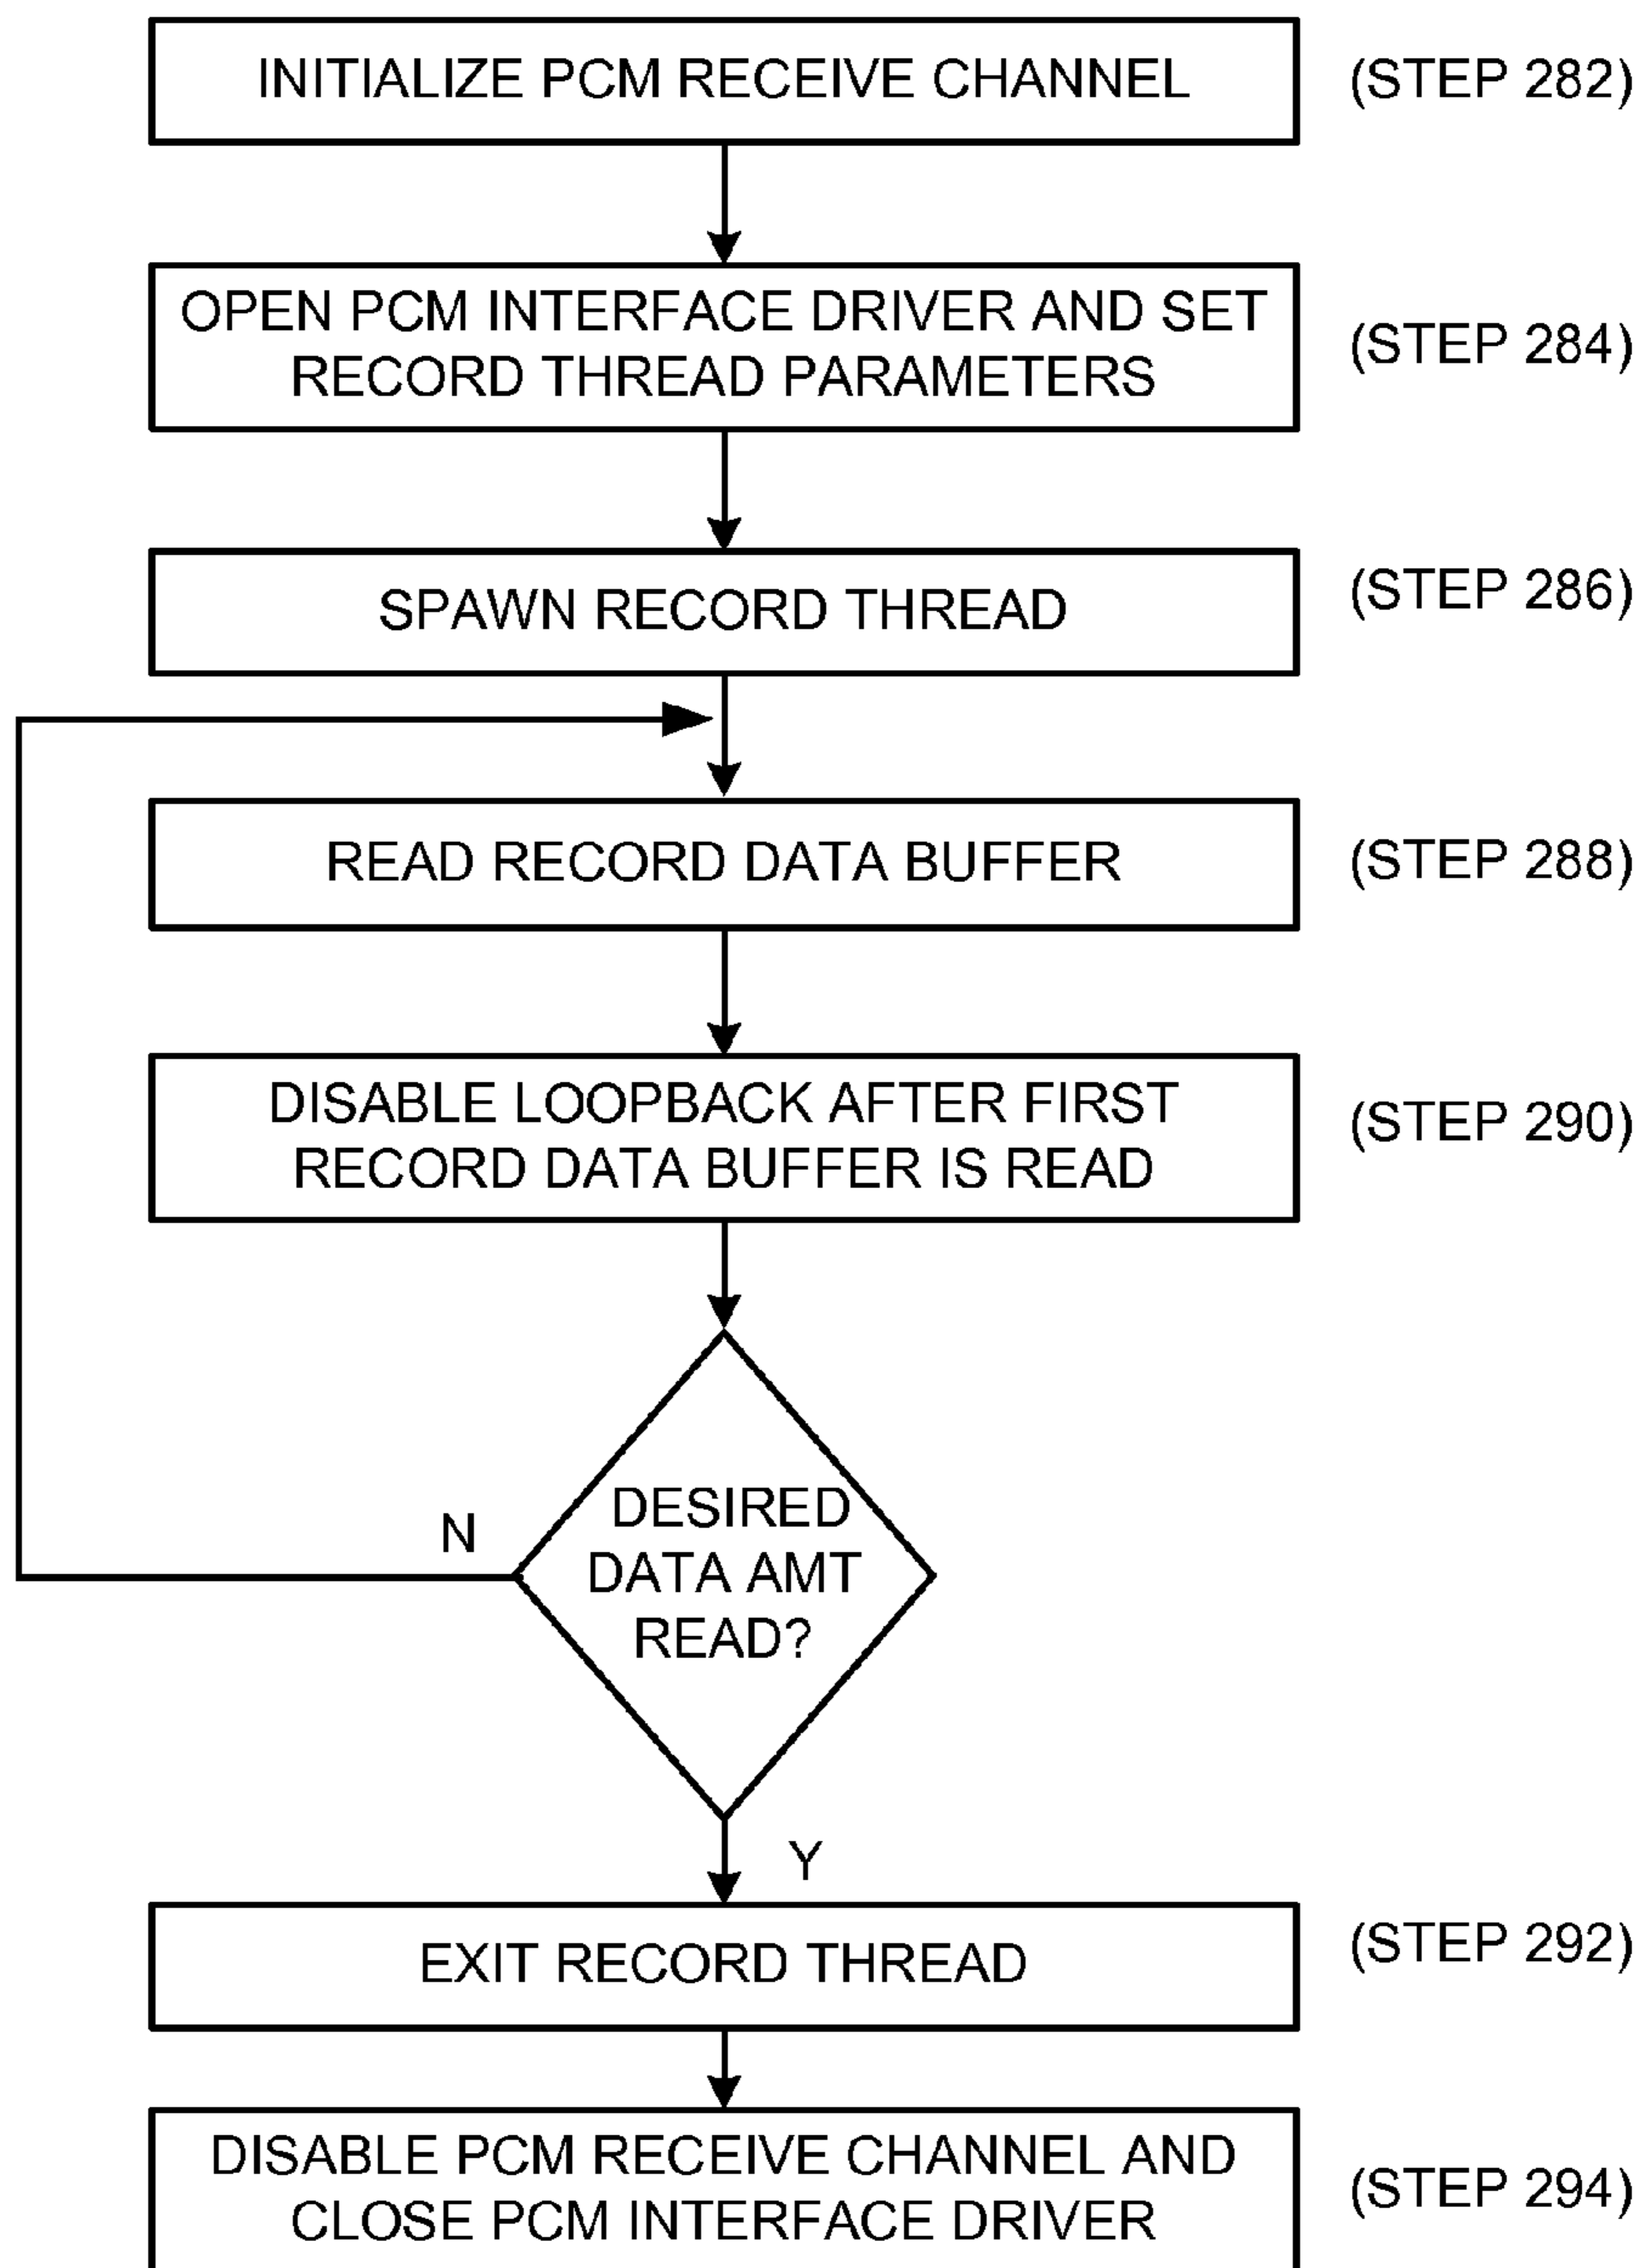 INITIALIZE PCM RECEIVE CHANNEL
(STEP 282)
OPEN PCM INTERFACE DRIVER AND SET
RECORD THREAD PARAMETERS
(STEP 284)
SPAWN RECORD THREAD
(STEP 286)
READ RECORD DATA BUFFER
(STEP 288)
DISABLE LOOPBACK AFTER FIRST
RECORD DATA BUFFER IS READ
(STEP 290)
DESIRED
DATA AMT
READ?
N
Y
EXIT RECORD THREAD
(STEP 292)
DISABLE PCM RECEIVE CHANNEL AND
CLOSE PCM INTERFACE DRIVER
(STEP 294)